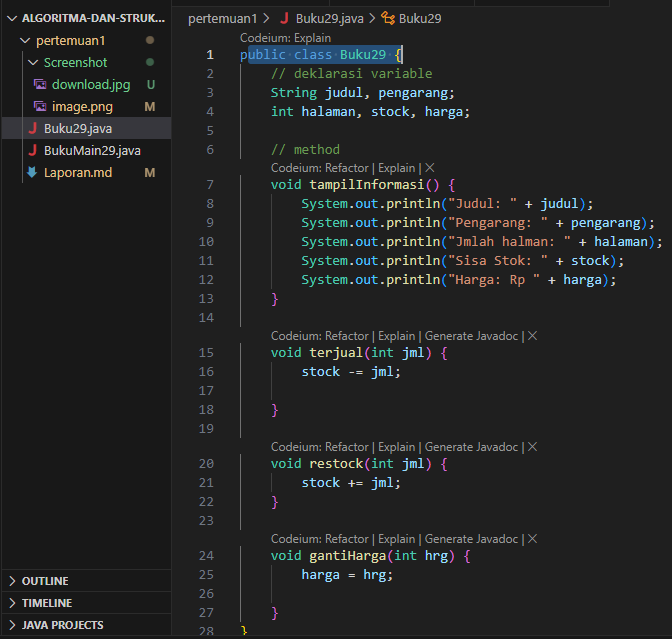 ALGORITMA-DAN-STRUK...
pertemuan1
Screenshot
download.jpg U
image.png M
Buku29.java
BukuMain29.java
Laporan.md M
OUTLINE
TIMELINE
JAVA PROJECTS
pertemuan1 > Buku29.java > Buku29
Codeium: Explain
1 public class Buku29 {
2 // deklarasi variable
3 String judul, pengarang;
4 int halaman, stock, harga;
5
6 // method
Codeium: Refactor | Explain | X
7 void tampilInformasi() {
8 System.out.println("Judul: " + judul);
9 System.out.println("Pengarang: " + pengarang);
10 System.out.println("Jmlah halman: " + halaman);
11 System.out.println("Sisa Stok: " + stock);
12 System.out.println("Harga: Rp " + harga);
13 }
14
Codeium: Refactor | Explain | Generate Javadoc | X
15 void terjual(int jml) {
16 stock -= jml;
17
18 }
19
Codeium: Refactor | Explain | Generate Javadoc | X
20 void restock(int jml) {
21 stock += jml;
22 }
23
Codeium: Refactor | Explain | Generate Javadoc | X
24 void gantiHarga(int hrg) {
25 harga = hrg;
26
27 }
28 }